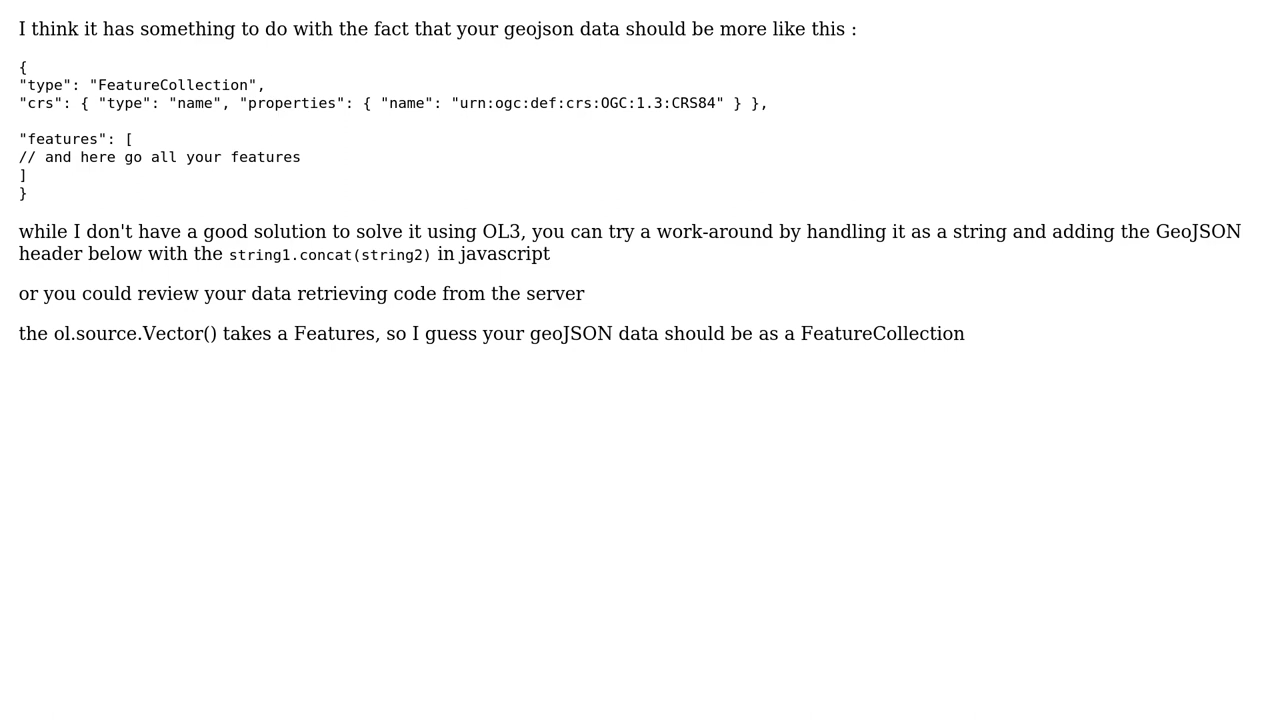 I think it has something to do with the fact that your geojson data should be more like this :
{
"type": "FeatureCollection",
"crs": { "type": "name", "properties": { "name": "urn:ogc:def:crs:OGC:1.3:CRS84" } },
"features": [
// and here go all your features
]
}
while I don't have a good solution to solve it using OL3, you can try a work-around by handling it as a string and adding the GeoJSON
header below with the string1.concat(string2) in javascript
or you could review your data retrieving code from the server
the ol.source.Vector() takes a Features, so I guess your geoJSON data should be as a FeatureCollection